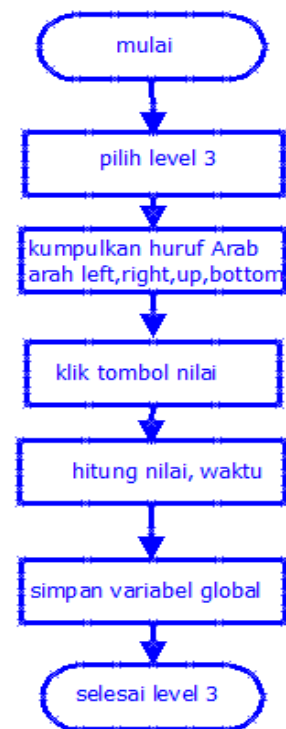 mulai
pilih level 3
kumpulkan huruf Arab
arah left,right,up,bottom
klik tombol nilai
hitung nilai, waktu
simpan variabel global
selesai level 3